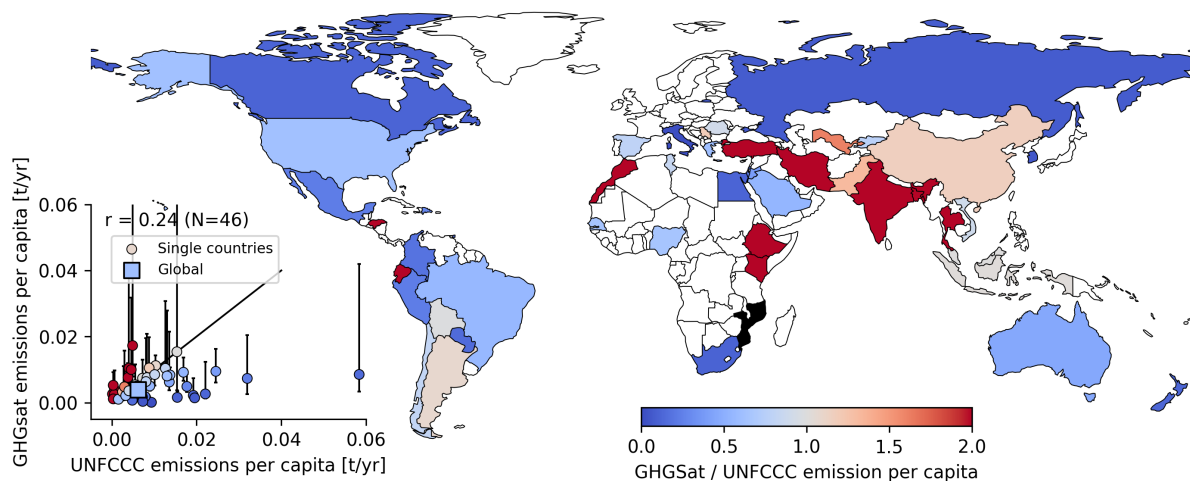 0.06
r = 0.24 (N=46)
Single countries
Global
0.04
0.02
0.00
GHGsat emissions per capita [t/yr]
0.00 0.02 0.04 0.06
UNFCCC emissions per capita [t/yr]
0.0 0.5 1.0 1.5 2.0
GHGSat / UNFCCC emission per capita